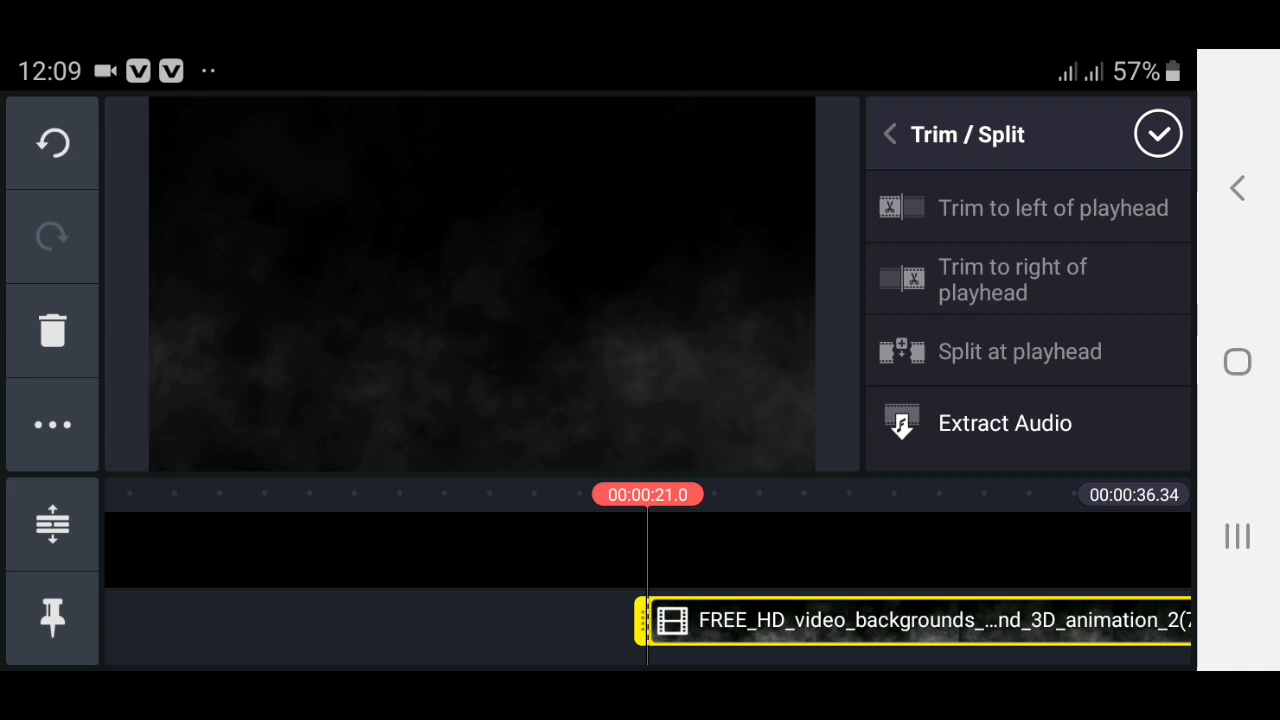 12:09
57%
Trim / Split
Trim to left of playhead
Trim to right of
playhead
Split at playhead
Extract Audio
00:00:21.0
00:00:36.34
FREE_HD_video_backgrounds_...nd_3D_animation_2(